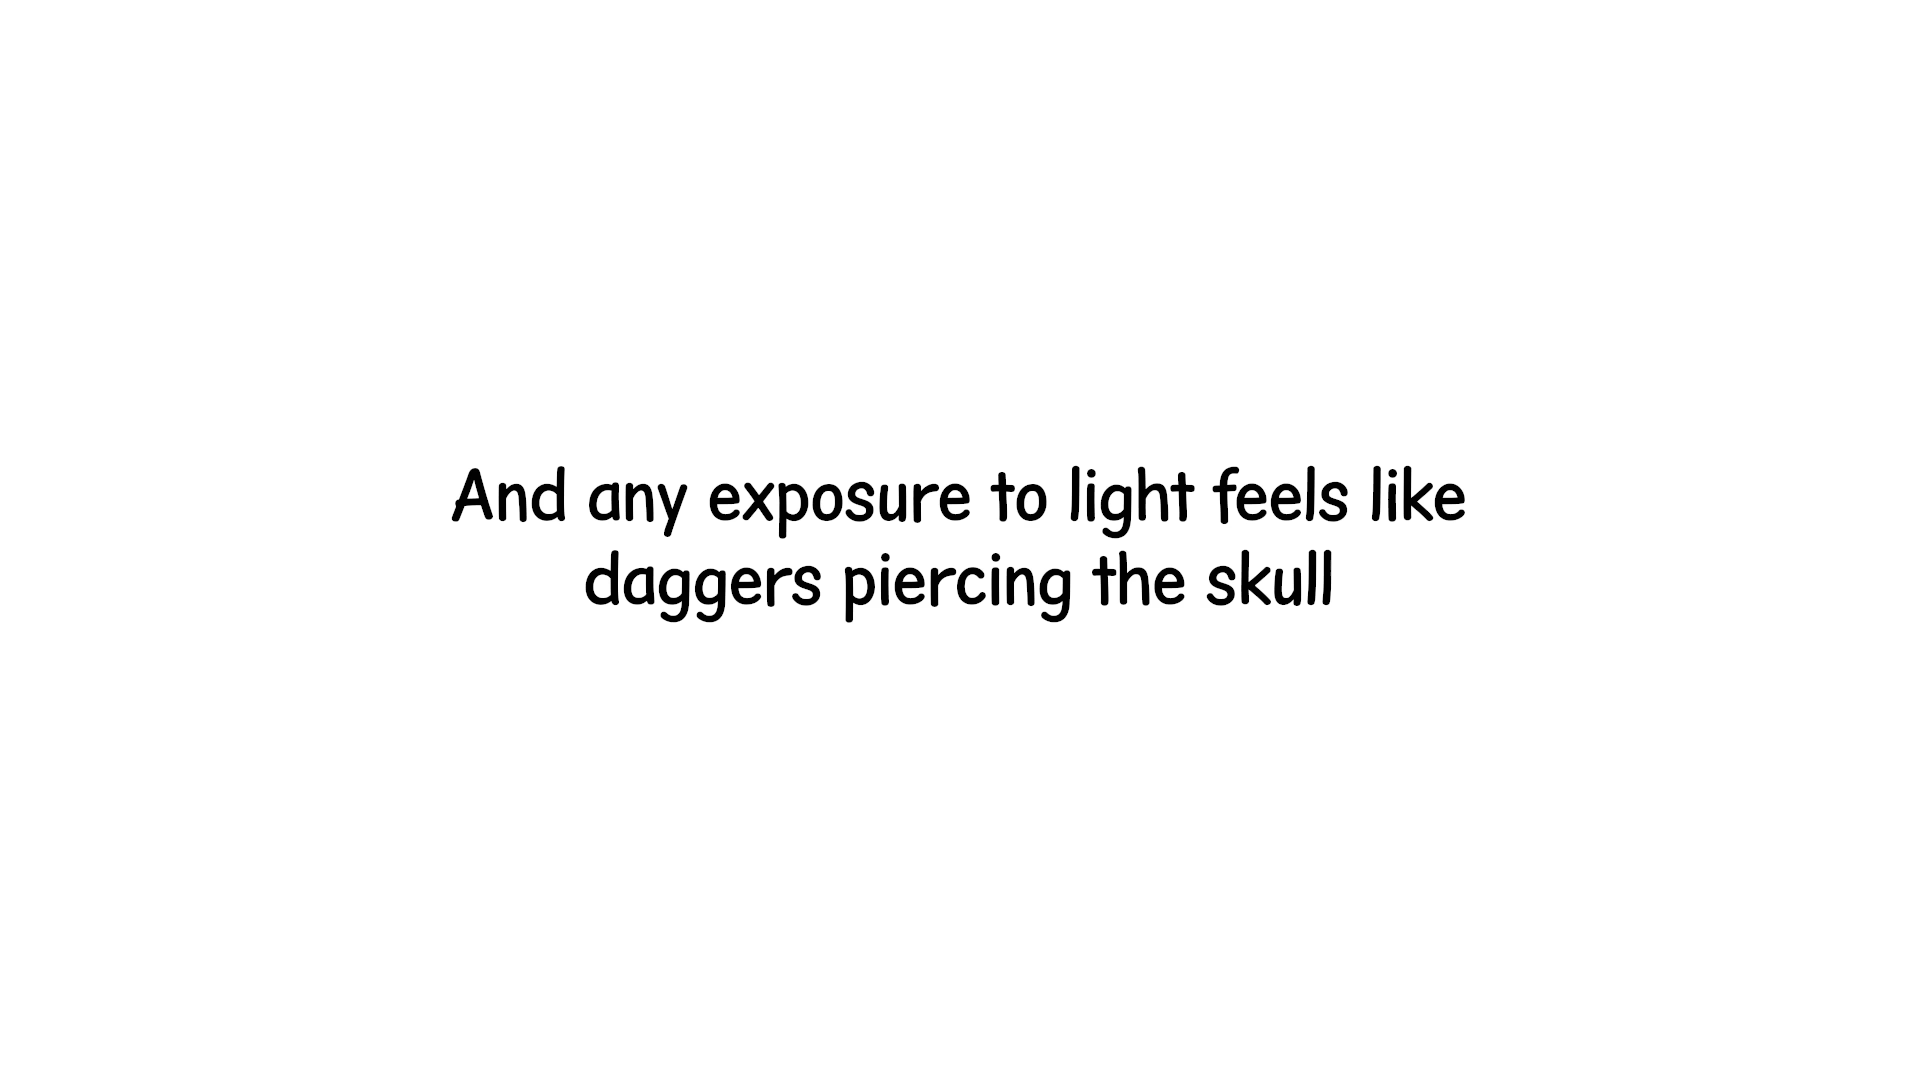 And any exposure to light feels like
daggers piercing the skull